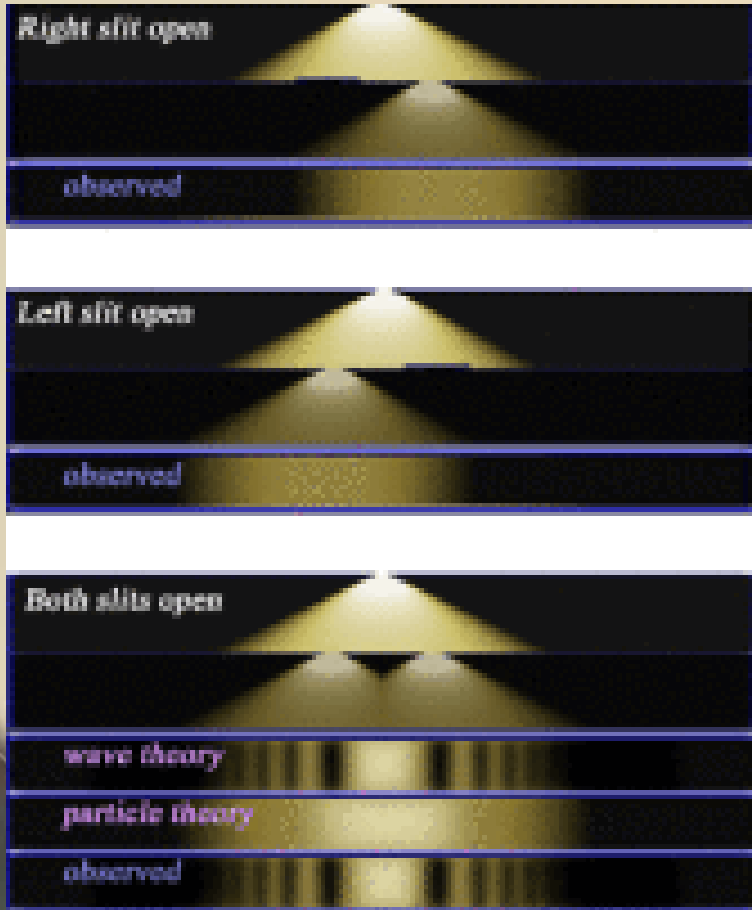 Right slit open
observed
Left slit open
observed
Both slits open
wave theory
particle theory
observed